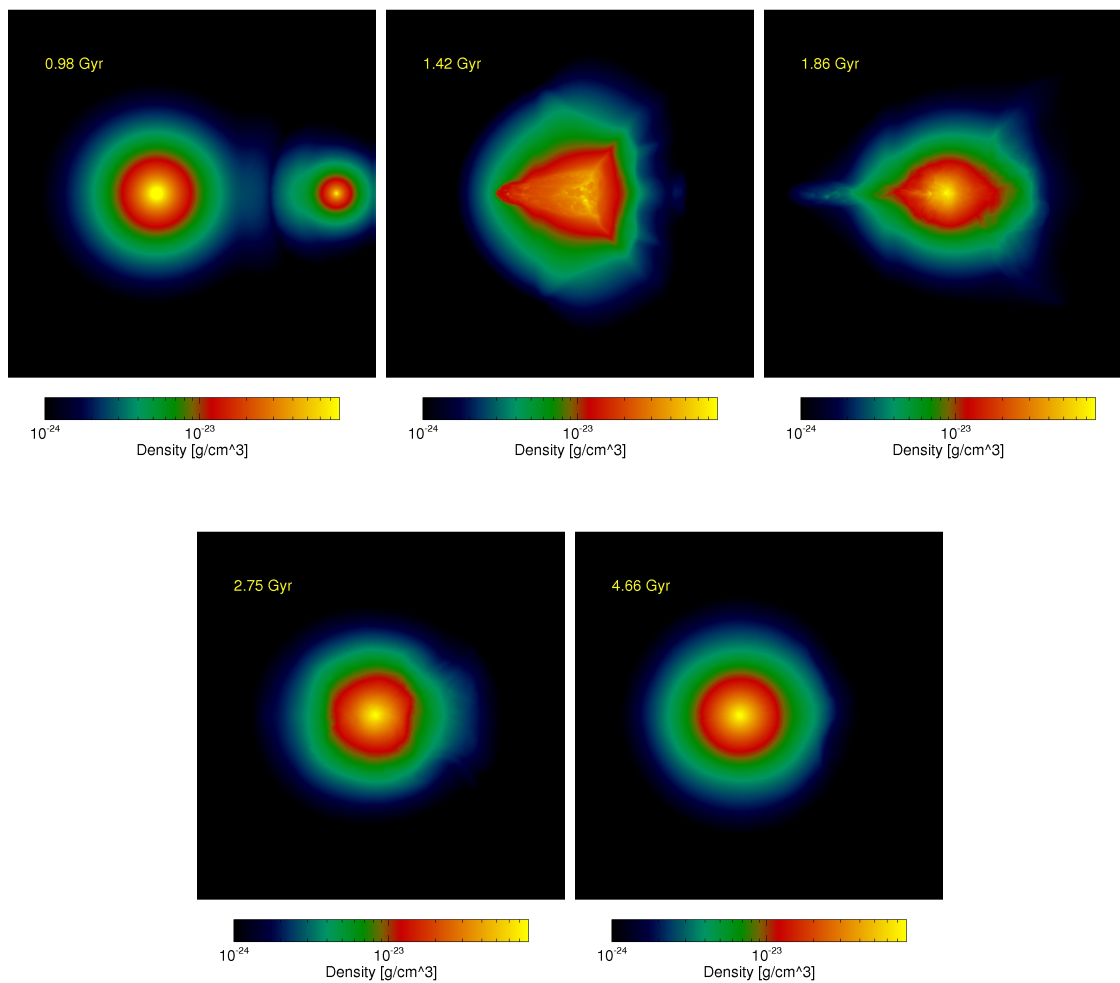 0.98 Gyr
1.42 Gyr
1.86 Gyr
10^-24 10^-23
Density [g/cm^3]
10^-24 10^-23
Density [g/cm^3]
10^-24 10^-23
Density [g/cm^3]
2.75 Gyr
4.66 Gyr
10^-24 10^-23
Density [g/cm^3]
10^-24 10^-23
Density [g/cm^3]